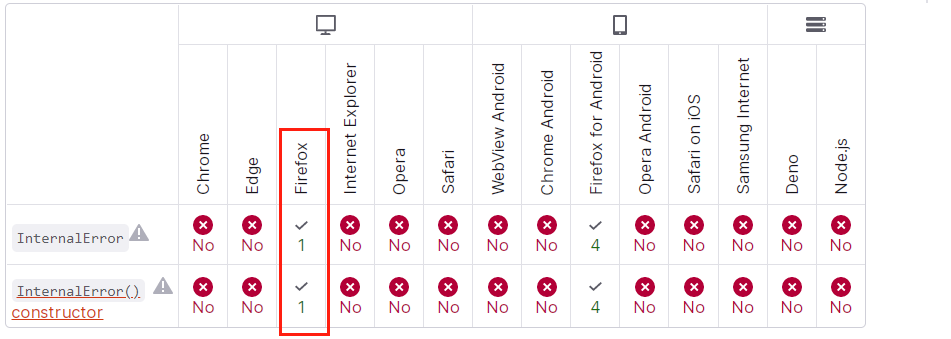 Chrome
Edge
Firefox
Internet Explorer
Opera
Safari
WebView Android
Chrome Android
Firefox for Android
Opera Android
Safari on iOS
Samsung Internet
Deno
Node.js
InternalError
No No 1 No No No No No 4 No No No No No
InternalError()
constructor
No No 1 No No No No No 4 No No No No No